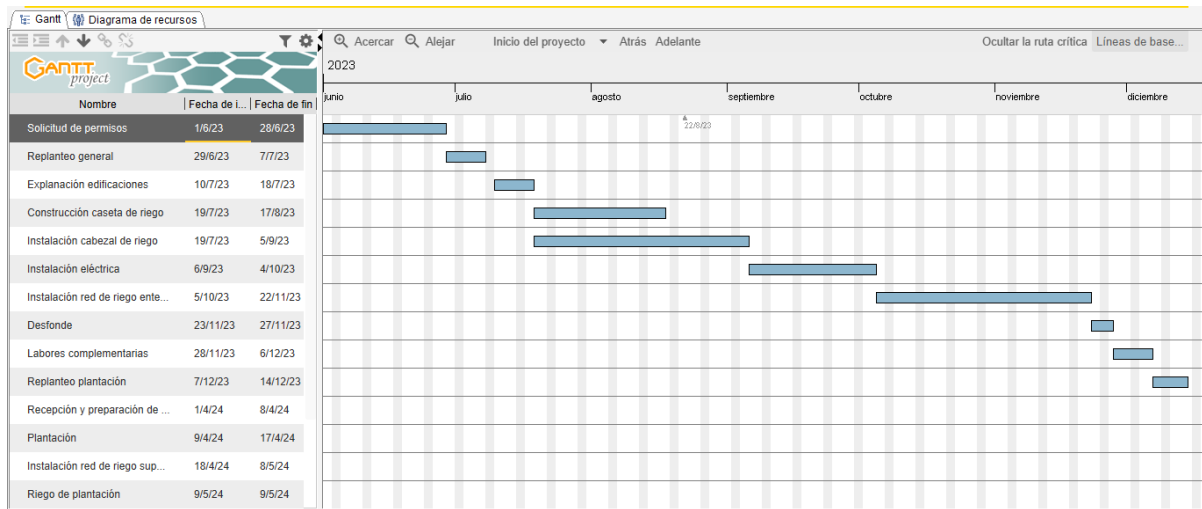 Gantt Diagrama de recursos
Acercar Alejar Inicio del proyecto Atrás Adelante Ocultar la ruta crítica Líneas de base...
GANTT project
2023
Nombre Fecha de i... Fecha de fin
junio julio agosto septiembre octubre noviembre diciembre
Solicitud de permisos 1/6/23 28/6/23
22/8/23
Replanteo general 29/6/23 7/7/23
Explanación edificaciones 10/7/23 18/7/23
Construcción caseta de riego 19/7/23 17/8/23
Instalación cabezal de riego 19/7/23 5/9/23
Instalación eléctrica 6/9/23 4/10/23
Instalación red de riego ente... 5/10/23 22/11/23
Desfonde 23/11/23 27/11/23
Labores complementarias 28/11/23 6/12/23
Replanteo plantación 7/12/23 14/12/23
Recepción y preparación de ... 1/4/24 8/4/24
Plantación 9/4/24 17/4/24
Instalación red de riego sup... 18/4/24 8/5/24
Riego de plantación 9/5/24 9/5/24